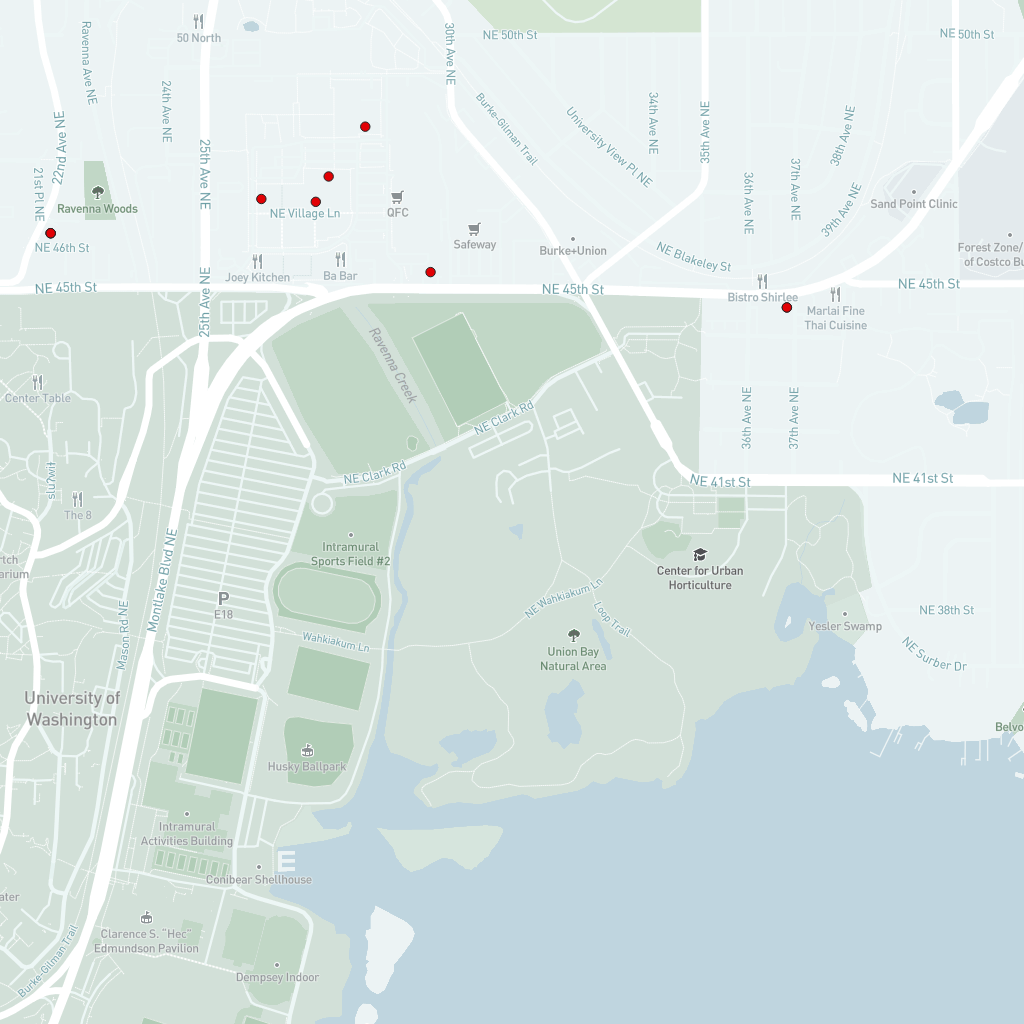 50 North
NE 50th St
NE 50th St
Ravenna Ave NE
24th Ave NE
30th Ave NE
22nd Ave NE
21st Pl NE
25th Ave NE
Burke-Gilman Trail
University View Pl NE
34th Ave NE
35th Ave NE
38th Ave NE
36th Ave NE
37th Ave NE
39th Ave NE
Ravenna Woods
QFC
NE Village Ln
Sand Point Clinic
NE 46th St
Safeway
Burke+Union
NE Blakeley St
Forest Zone/
of Costco Bu
Joey Kitchen
Ba Bar
NE 45th St
NE 45th St
NE 45th St
Bistro Shirlee
Marlai Fine
Thai Cuisine
25th Ave NE
Ravenna Creek
Center Table
NE Clark Rd
NE Clark Rd
36th Ave NE
37th Ave NE
sluʔwił
NE 41st St
NE 41st St
The 8
Intramural
Sports Field #2
Montlake Blvd NE
Center for Urban
Horticulture
P
E18
NE Wahkiakum Ln
Loop Trail
NE 38th St
Yesler Swamp
Mason Rd NE
Wahkiakum Ln
Union Bay
Natural Area
NE Surber Dr
University of
Washington
Belvo
Husky Ballpark
Intramural
Activities Building
E
Conibear Shellhouse
ater
Clarence S. "Hec"
Edmundson Pavilion
Burke-Gilman Trail
Dempsey Indoor
rtch
arium